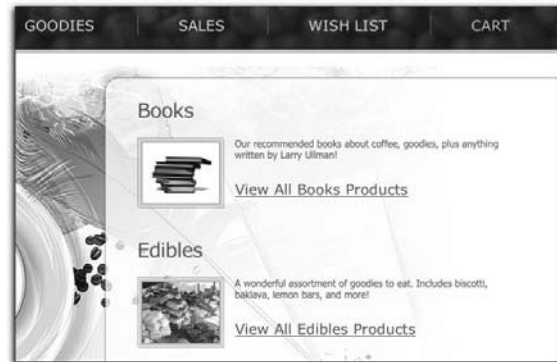 GOODIES SALES WISH LIST CART
Books
Our recommended books about coffee, goodies, plus anything
written by Larry Ullman!
View All Books Products
Edibles
A wonderful assortment of goodies to eat. Includes biscotti,
baklava, lemon bars, and more!
View All Edibles Products